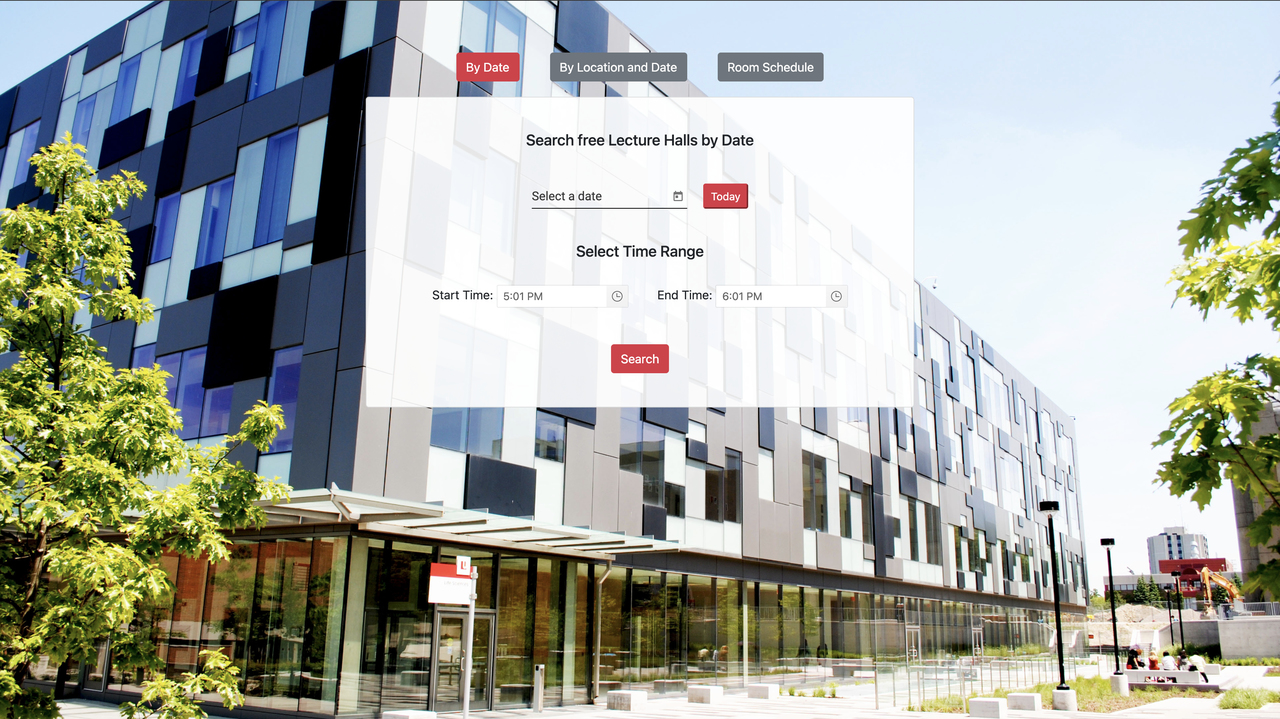 By Date
By Location and Date
Room Schedule
Search free Lecture Halls by Date
Select a date
Today
Select Time Range
Start Time: 5:01 PM
End Time: 6:01 PM
Search